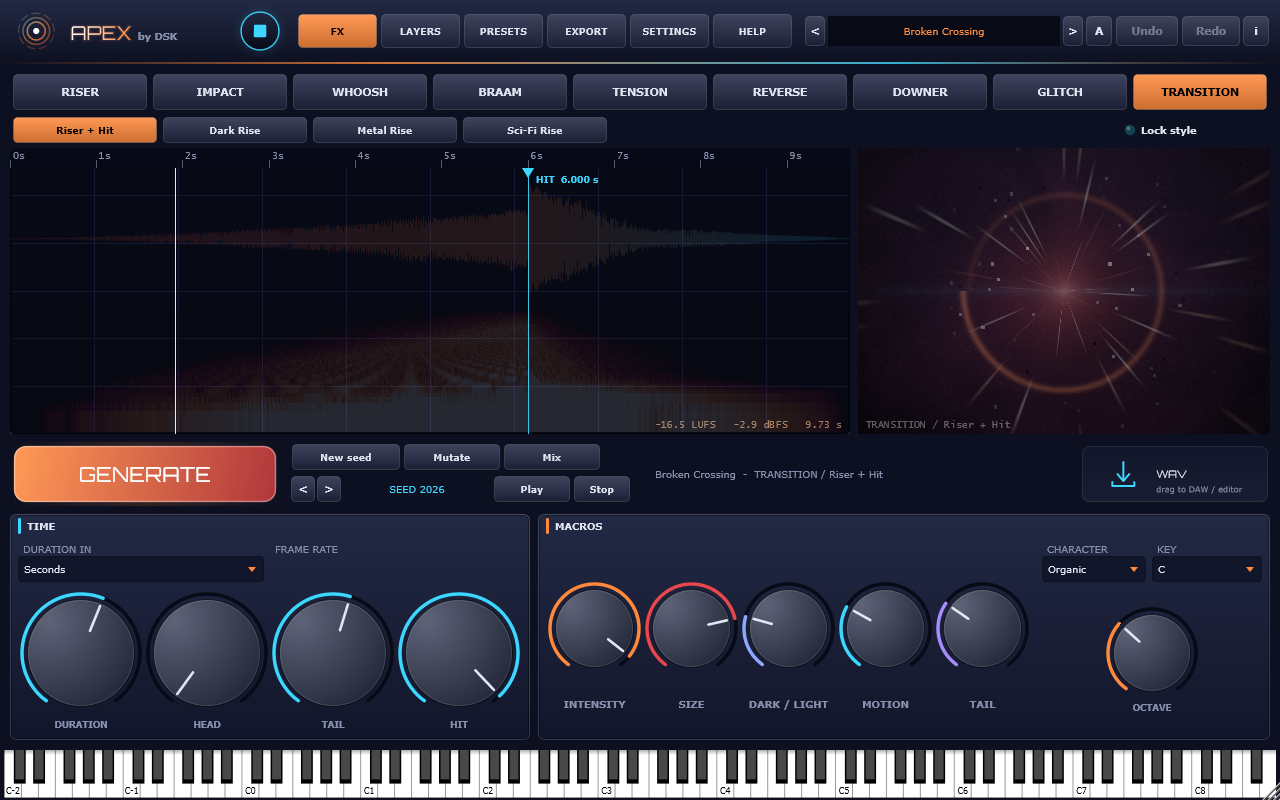 APEX by DSK
FX LAYERS PRESETS EXPORT SETTINGS HELP < Broken Crossing > A Undo Redo i
RISER IMPACT WHOOSH BRAAM TENSION REVERSE DOWNER GLITCH TRANSITION
Riser + Hit Dark Rise Metal Rise Sci-Fi Rise Lock style
0s 1s 2s 3s 4s 5s 6s 7s 8s 9s
HIT 6.000 s
-16.5 LUFS -2.9 dBFS 9.73 s
TRANSITION / Riser + Hit
GENERATE
New seed Mutate Mix
< > SEED 2026 Play Stop
Broken Crossing - TRANSITION / Riser + Hit
WAV
drag to DAW / editor
TIME
DURATION IN FRAME RATE
Seconds
DURATION HEAD TAIL HIT
MACROS
CHARACTER KEY
Organic C
INTENSITY SIZE DARK / LIGHT MOTION TAIL OCTAVE
C-2 C-1 C0 C1 C2 C3 C4 C5 C6 C7 C8